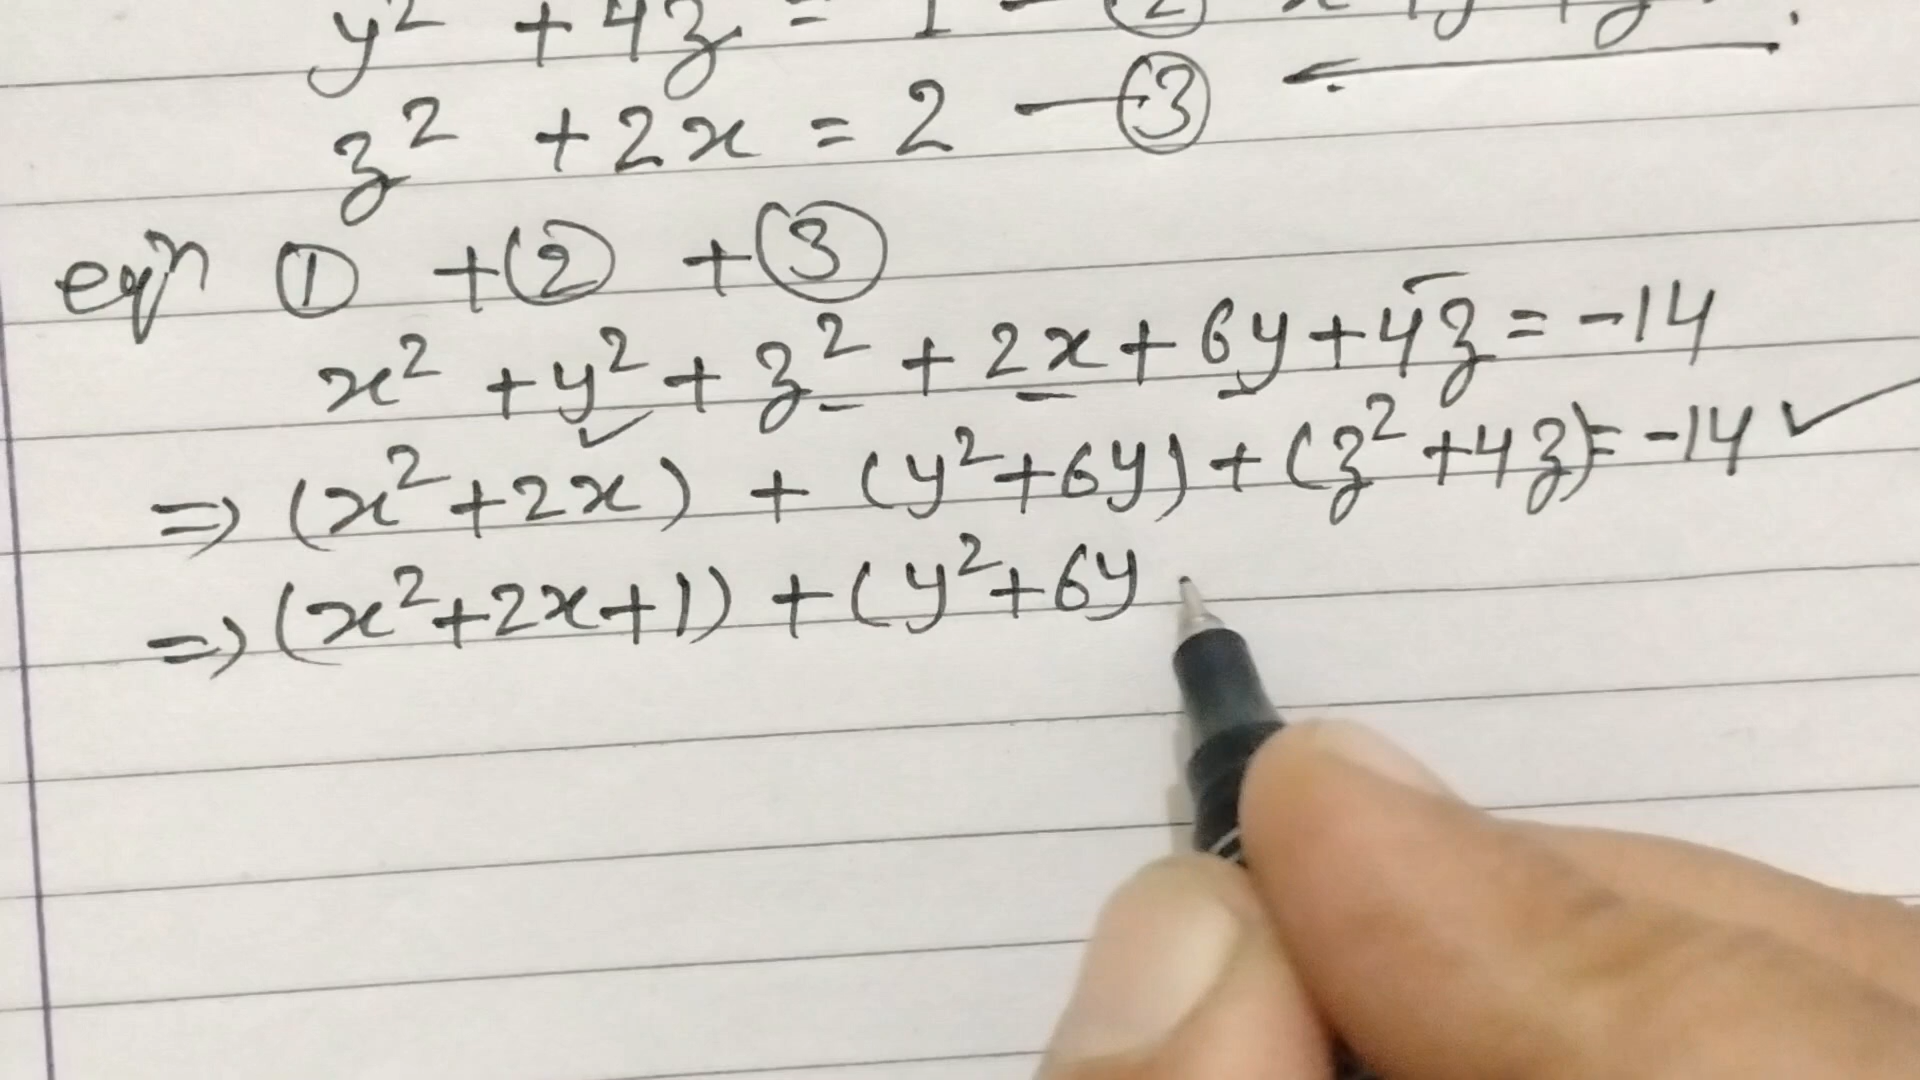 y² + 4z = 1 — ②
z² + 2x = 2 — ③
eqⁿ ① + ② + ③
x² + y² + z² + 2x + 6y + 4z = -14
⇒ (x² + 2x) + (y² + 6y) + (z² + 4z) = -14 ✓
⇒ (x² + 2x + 1) + (y² + 6y